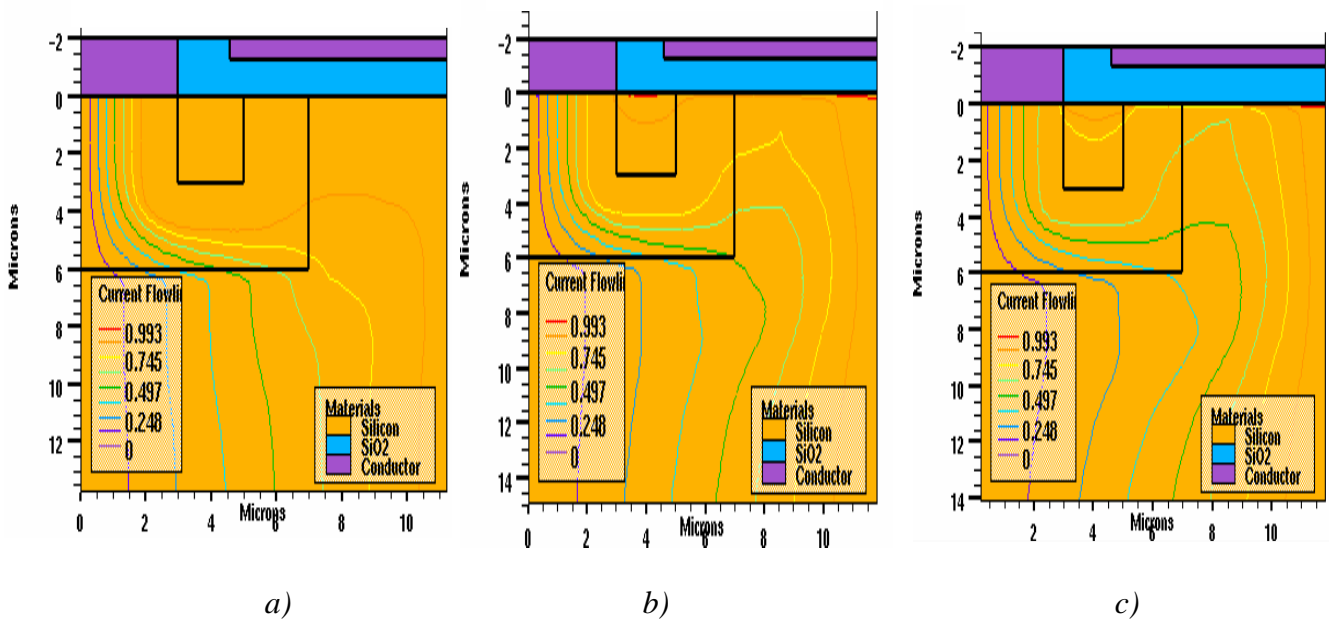 -2
0
2
4
6
8
10
12
Microns
Current Flowli
0.993
0.745
0.497
0.248
0
Materials
Silicon
SiO2
Conductor
0 2 4 6 8 10
Microns
a)
-2
0
2
4
6
8
10
12
14
Microns
Current Flowlin
0.993
0.745
0.497
0.248
0
Materials
Silicon
SiO2
Conductor
0 2 4 6 8 10
Microns
b)
-2
0
2
4
6
8
10
12
14
Microns
Current Flowlin
0.993
0.745
0.497
0.248
0
Materials
Silicon
SiO2
Conductor
2 4 6 8 10
Microns
c)